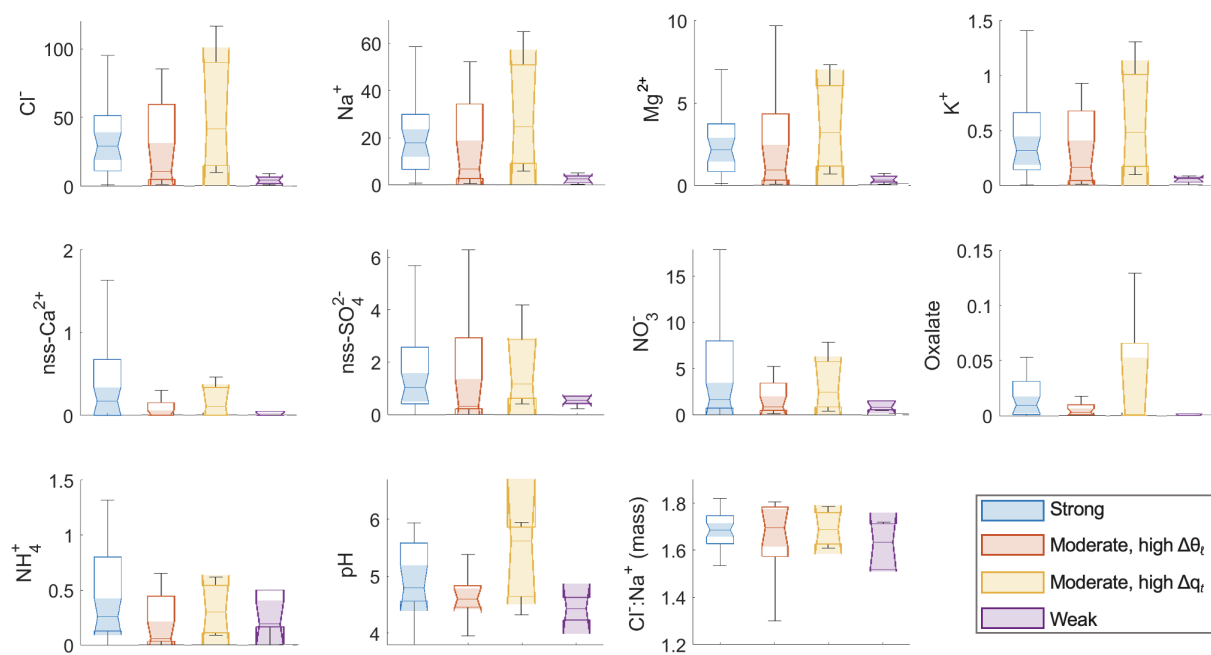 Cl⁻
100
50
0
Na⁺
60
40
20
0
Mg²⁺
10
5
0
K⁺
1.5
1
0.5
0
nss-Ca²⁺
2
1
0
nss-SO₄²⁻
6
4
2
0
NO₃⁻
15
10
5
0
Oxalate
0.15
0.1
0.05
0
NH₄⁺
1.5
1
0.5
0
pH
6
5
4
Cl⁻:Na⁺ (mass)
1.8
1.6
1.4
1.2
Strong
Moderate, high Δθℓ
Moderate, high Δqℓ
Weak